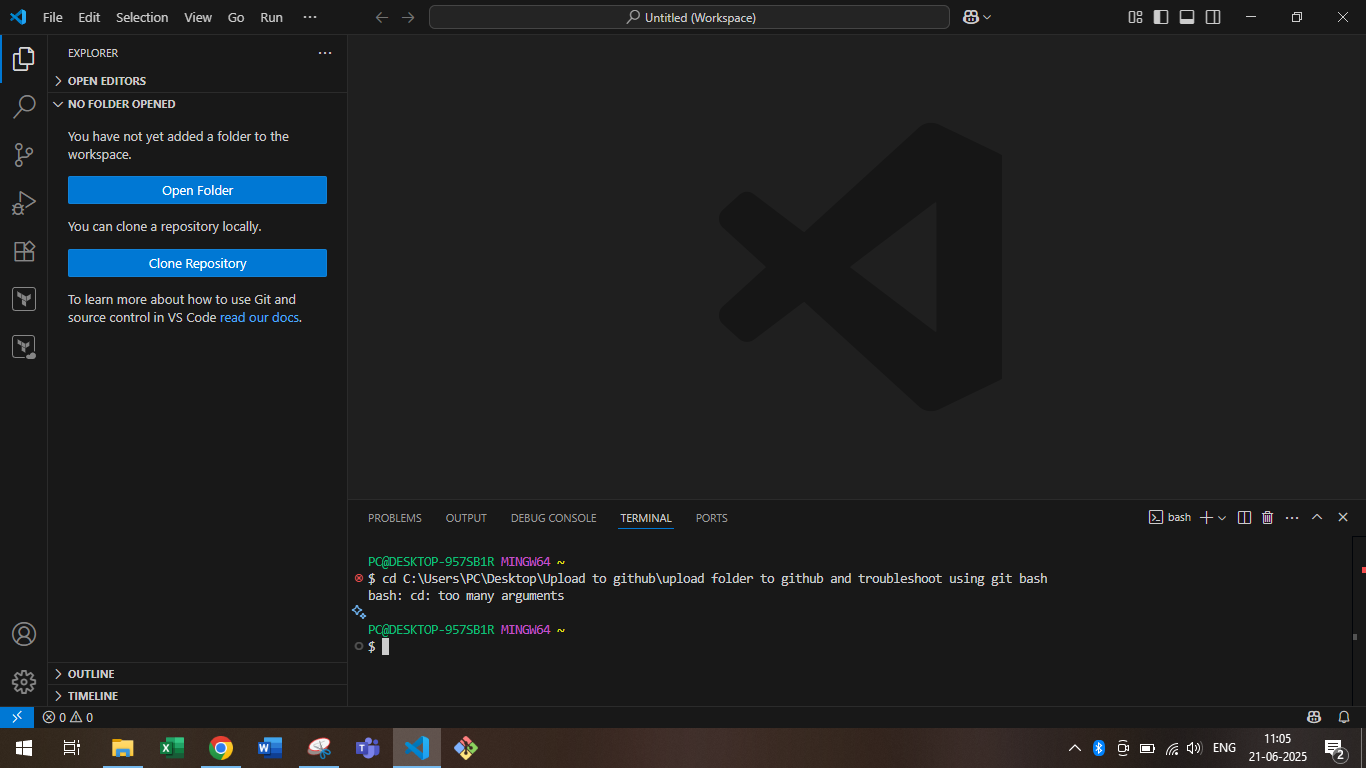 File Edit Selection View Go Run ···
Untitled (Workspace)
EXPLORER
OPEN EDITORS
NO FOLDER OPENED
You have not yet added a folder to the
workspace.
Open Folder
You can clone a repository locally.
Clone Repository
To learn more about how to use Git and
source control in VS Code read our docs.
OUTLINE
TIMELINE
PROBLEMS OUTPUT DEBUG CONSOLE TERMINAL PORTS
bash
PC@DESKTOP-957SB1R MINGW64 ~
$ cd C:\Users\PC\Desktop\Upload to github\upload folder to github and troubleshoot using git bash
bash: cd: too many arguments
PC@DESKTOP-957SB1R MINGW64 ~
$
0 0
ENG
11:05
21-06-2025
2